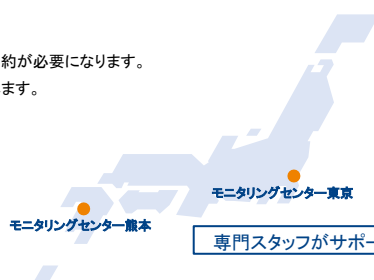 約が必要になります。
ます。
モニタリングセンター東京
モニタリングセンター熊本
専門スタッフがサポー